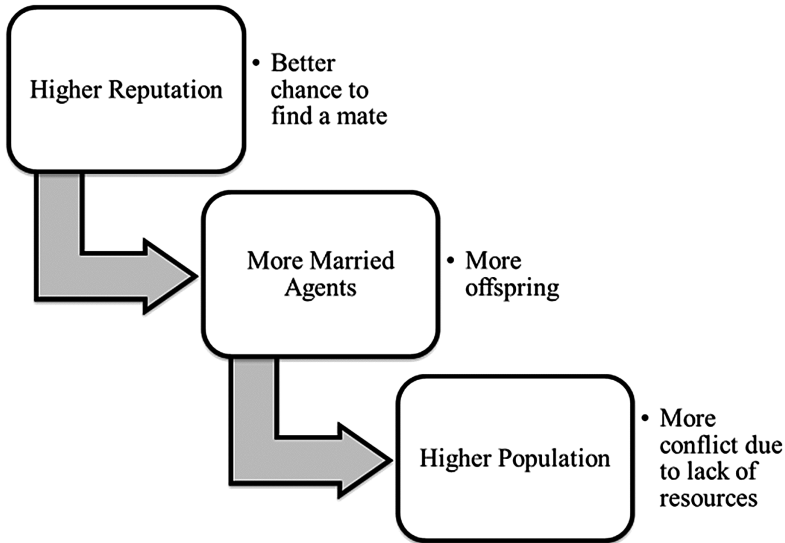 Higher Reputation
• Better
chance to
find a mate
More Married
Agents
• More
offspring
Higher Population
• More
conflict due
to lack of
resources